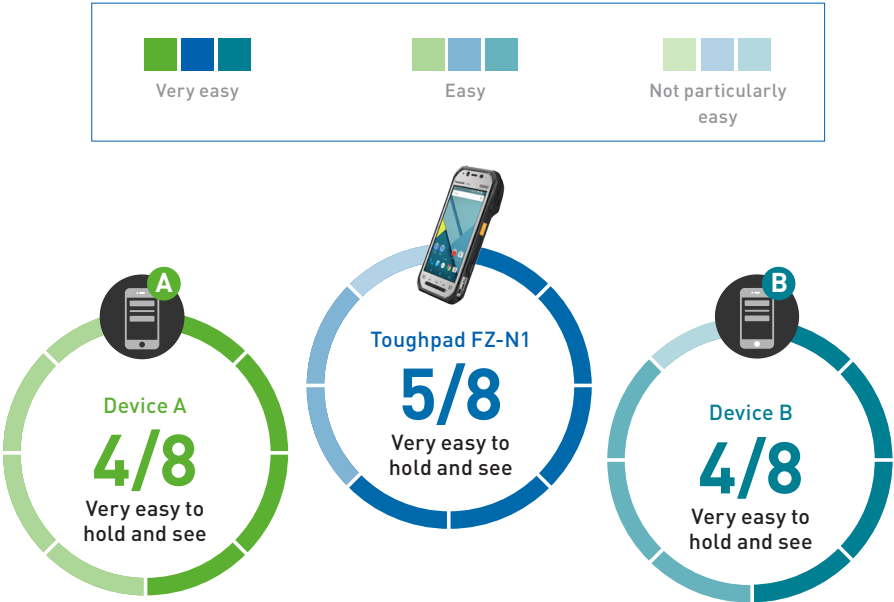 Very easy
Easy
Not particularly
easy
A
Device A
4/8
Very easy to
hold and see
Toughpad FZ-N1
5/8
Very easy to
hold and see
B
Device B
4/8
Very easy to
hold and see